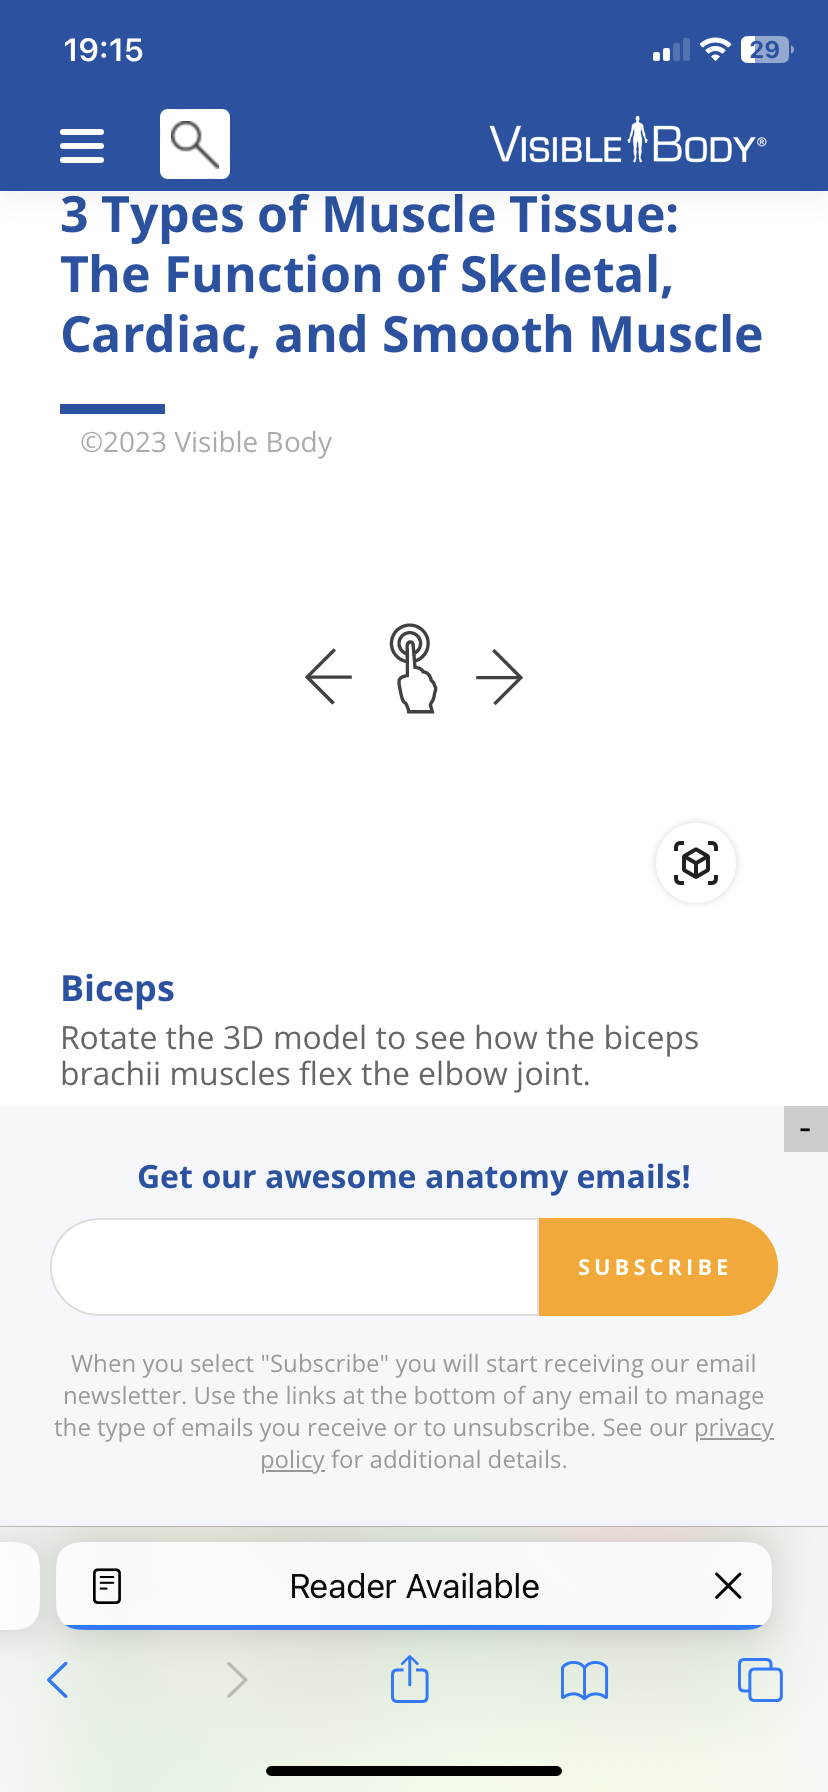 19:15
29
VISIBLE BODY®
3 Types of Muscle Tissue:
The Function of Skeletal,
Cardiac, and Smooth Muscle
©2023 Visible Body
Biceps
Rotate the 3D model to see how the biceps
brachii muscles flex the elbow joint.
-
Get our awesome anatomy emails!
SUBSCRIBE
When you select "Subscribe" you will start receiving our email
newsletter. Use the links at the bottom of any email to manage
the type of emails you receive or to unsubscribe. See our privacy
policy for additional details.
Reader Available